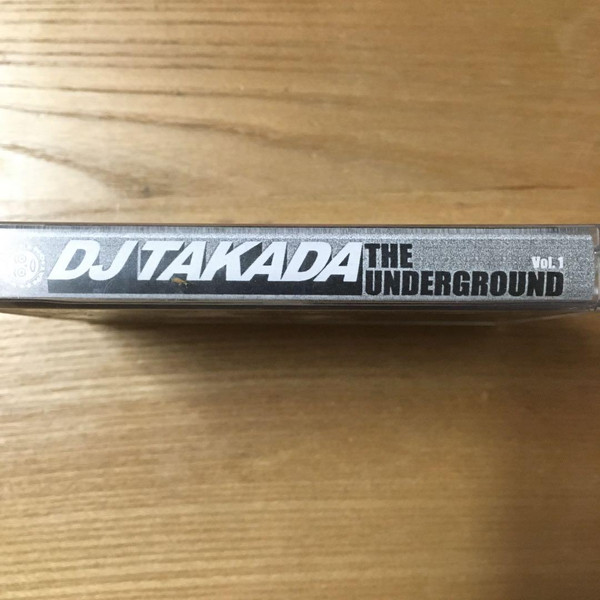 DJ TAKADA
THE
UNDERGROUND
Vol.1